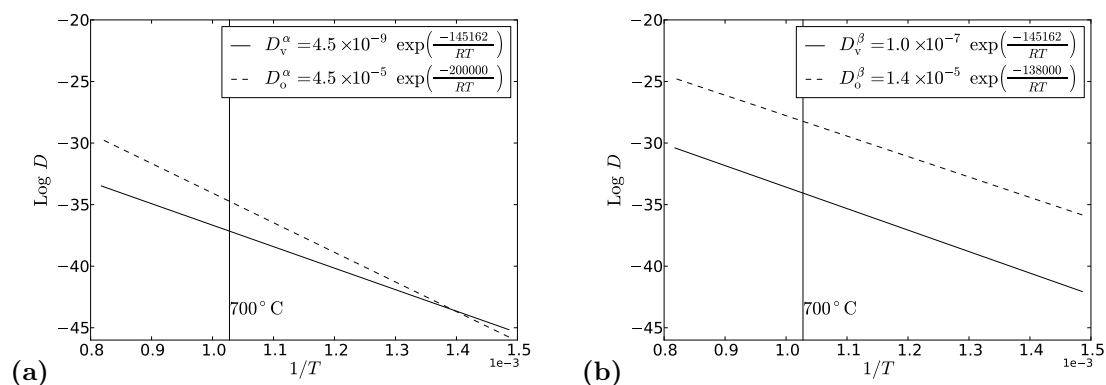 −20
−25
−30
−35
−40
−45
0.8 0.9 1.0 1.1 1.2 1.3 1.4 1.5
1e−3
1/T
Log D
D_v^α = 4.5 ×10^−9 exp(−145162/RT)
D_o^α = 4.5 ×10^−5 exp(−200000/RT)
700°C
(a)
−20
−25
−30
−35
−40
−45
0.8 0.9 1.0 1.1 1.2 1.3 1.4 1.5
1e−3
1/T
Log D
D_v^β = 1.0 ×10^−7 exp(−145162/RT)
D_o^β = 1.4 ×10^−5 exp(−138000/RT)
700°C
(b)